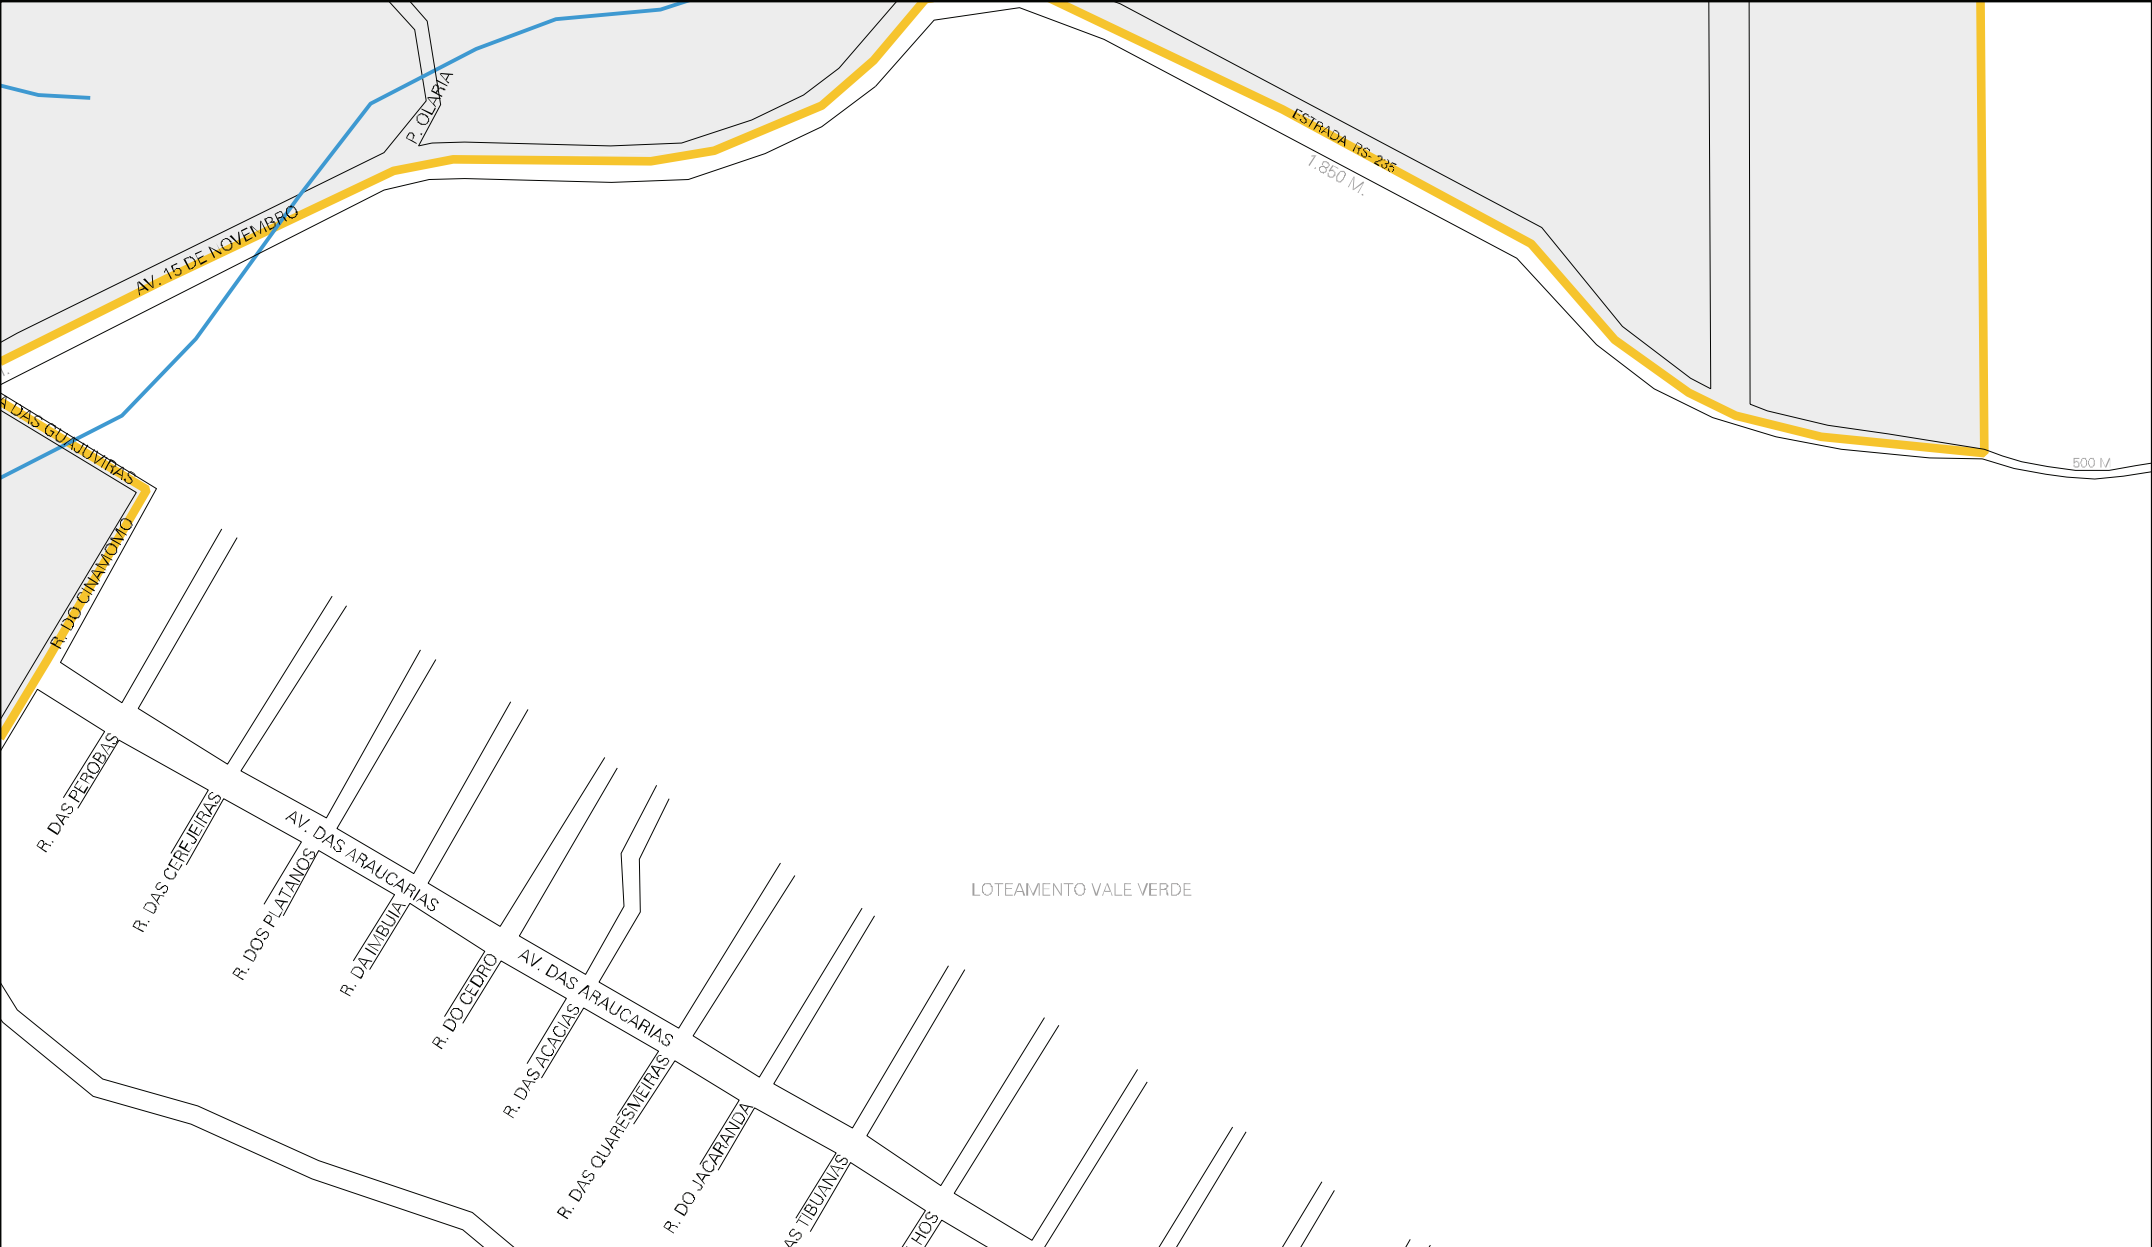 P. OLARIA
ESTRADA RS- 235
1.850 M.
AV. 15 DE NOVEMBRO
A DAS GUAJUVIRAS
500 M
R. DO CINAMOMO
R. DAS PEROBAS
R. DAS CEREJEIRAS
AV. DAS ARAUCARIAS
R. DOS PLATANOS
LOTEAMENTO VALE VERDE
R. DA IMBUIA
R. DO CEDRO
AV. DAS ARAUCARIAS
R. DAS ACACIAS
R. DAS QUARESMEIRAS
R. DO JACARANDA
AS TIBUANAS
HOS